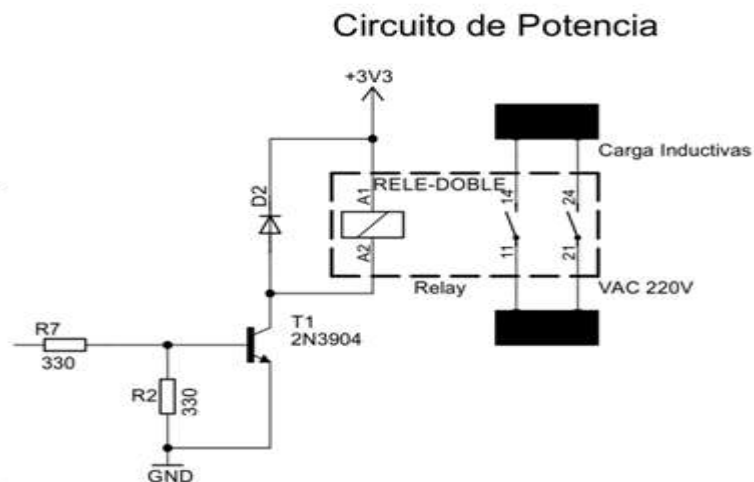 Circuito de Potencia
+3V3
Carga Inductivas
RELE-DOBLE
D2
A1
14
24
A2
11
21
Relay
VAC 220V
T1
2N3904
R7
330
R2
330
GND